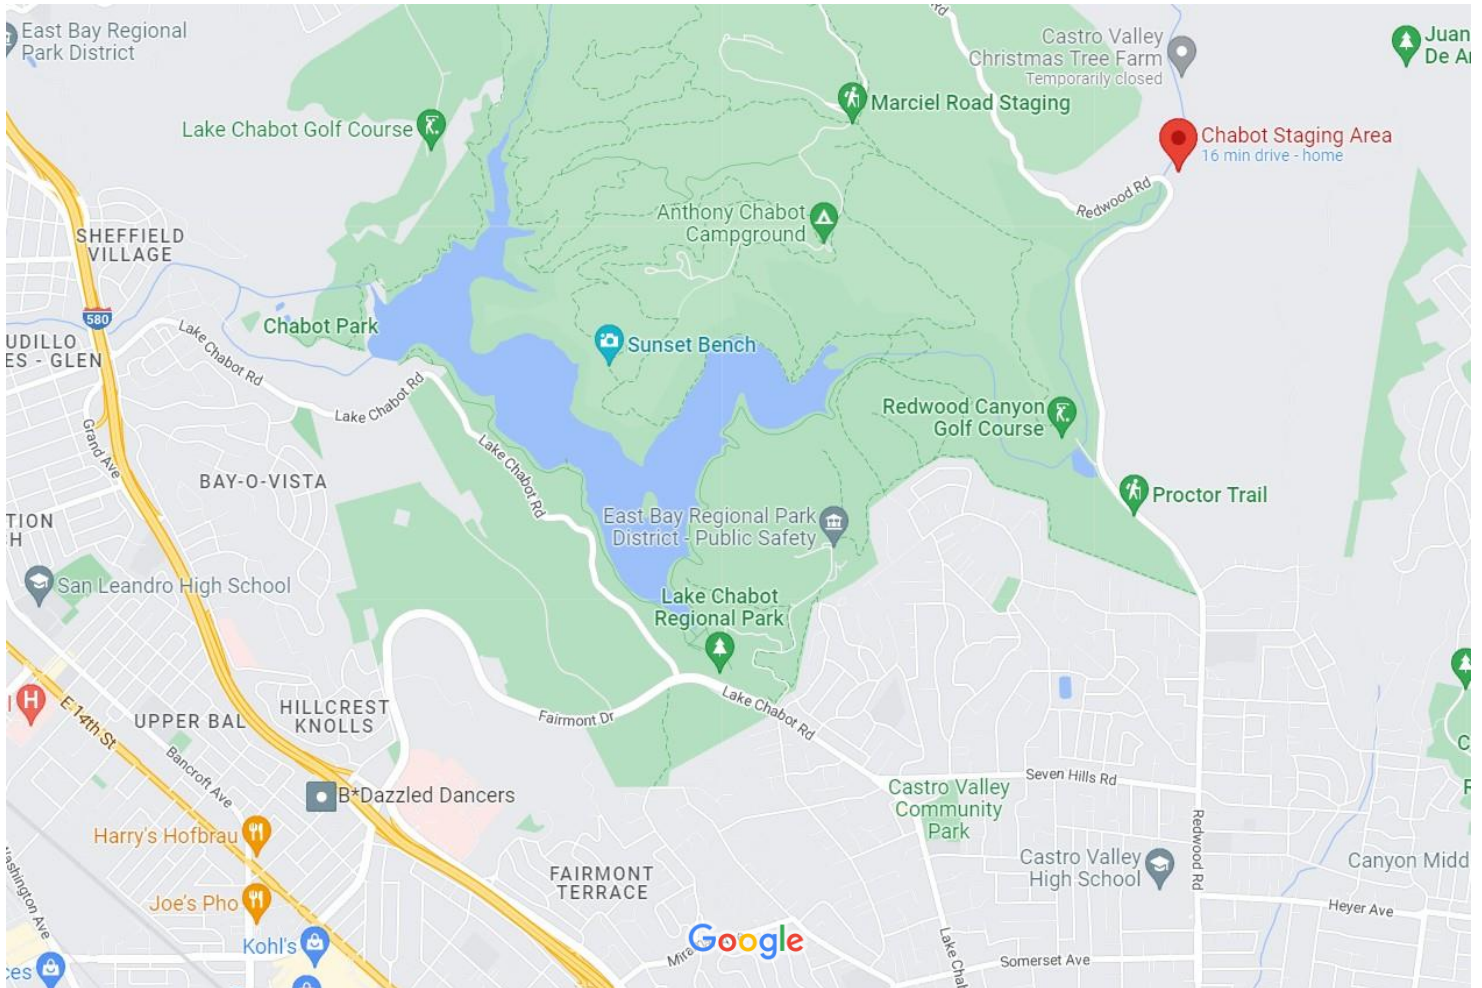 East Bay Regional
Park District
Rd
Castro Valley
Christmas Tree Farm
Temporarily closed
Juan
De
Marciel Road Staging
Lake Chabot Golf Course
Chabot Staging Area
16 min drive - home
Redwood Rd
Anthony Chabot
Campground
SHEFFIELD
VILLAGE
580
Chabot Park
Lake Chabot Rd
UDILLO
ES - GLEN
Sunset Bench
Lake Chabot Rd
Redwood Canyon
Golf Course
Grand Ave
Lake Chabot Rd
BAY-O-VISTA
Proctor Trail
TION
H
East Bay Regional Park
District - Public Safety
San Leandro High School
Lake Chabot
Regional Park
H
E 14th St
UPPER BAL
HILLCREST
KNOLLS
Fairmont Dr
Lake Chabot Rd
Bancroft Ave
Seven Hills Rd
Castro Valley
Community
Park
B*Dazzled Dancers
Harry's Hofbrau
Redwood Rd
Castro Valley
High School
Canyon Midd
FAIRMONT
TERRACE
Washington Ave
Joe's Pho
Heyer Ave
Kohl's
Google
Lake Cha
Somerset Ave
ces